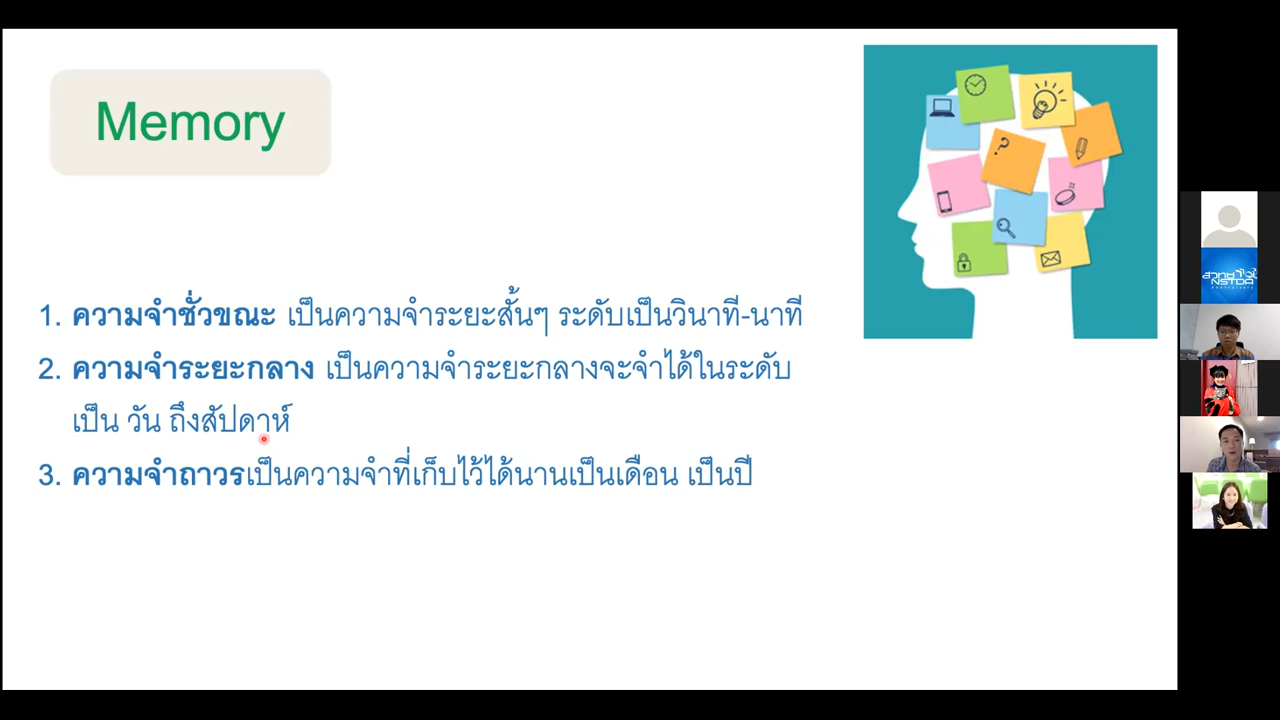 Memory
1. ความจำชั่วขณะ เป็นความจำระยะสั้นๆ ระดับเป็นวินาที-นาที
2. ความจำระยะกลาง เป็นความจำระยะกลางจะจำได้ในระดับ
เป็น วัน ถึงสัปดาห์
3. ความจำถาวรเป็นความจำที่เก็บไว้ได้นานเป็นเดือน เป็นปี
สวทช
NSTDA